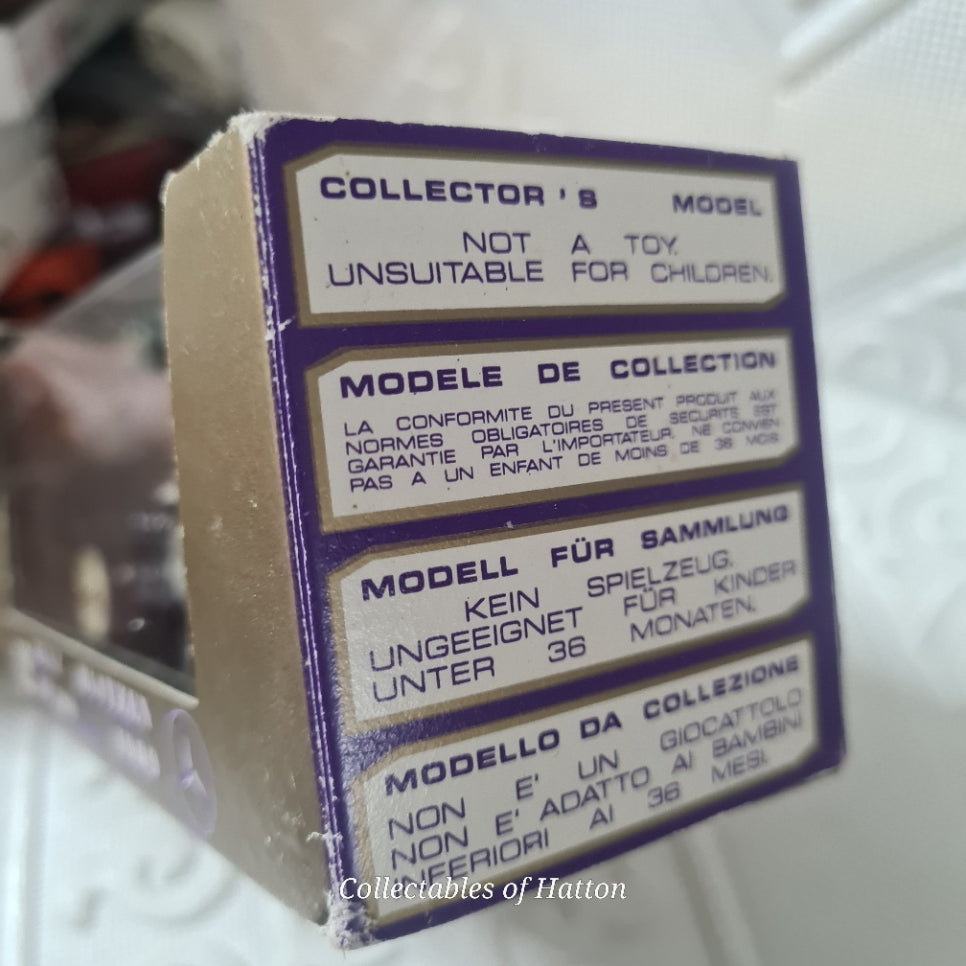 COLLECTOR'S MODEL
NOT A TOY.
UNSUITABLE FOR CHILDREN.
MODELE DE COLLECTION
LA CONFORMITE DU PRESENT PRODUIT AUX
NORMES OBLIGATOIRES DE SECURITE EST
GARANTIE PAR L'IMPORTATEUR. NE CONVIEN
PAS A UN ENFANT DE MOINS DE 36 MOIS
MODELL FÜR SAMMLUNG
KEIN SPIELZEUG.
UNGEEIGNET FÜR KINDER
UNTER 36 MONATEN.
MODELLO DA COLLEZIONE
NON E' UN GIOCATTOLO
NON E' ADATTO AI BAMBINI
INFERIORI AI 36 MESI.
Collectables of Hatton